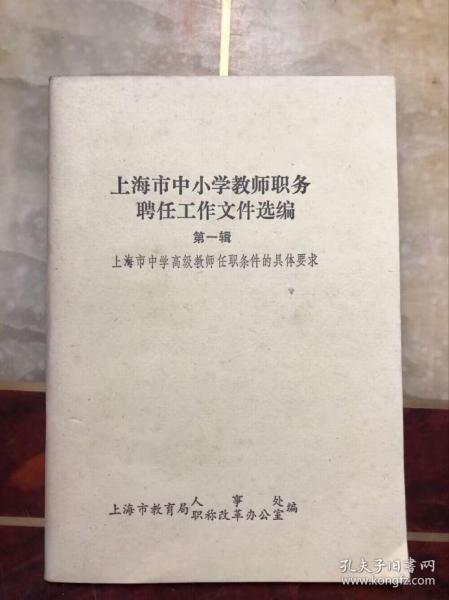 上海市中小学教师职务
聘任工作文件选编
第一辑
上海市中学高级教师任职条件的具体要求
上海市教育局人事处
职称改革办公室编
孔夫子旧书网
www.kongfz.com